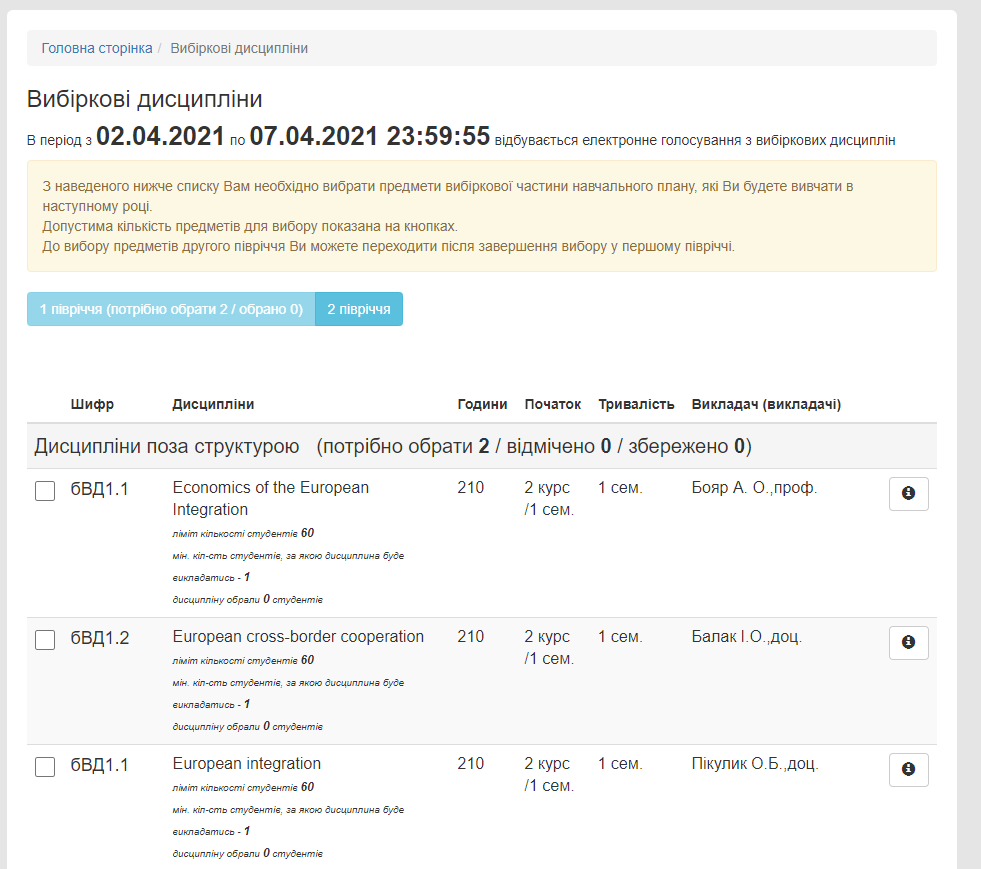 Головна сторінка / Вибіркові дисципліни
Вибіркові дисципліни
В період з 02.04.2021 по 07.04.2021 23:59:55 відбувається електронне голосування з вибіркових дисциплін
З наведеного нижче списку Вам необхідно вибрати предмети вибіркової частини навчального плану, які Ви будете вивчати в
наступному році.
Допустима кількість предметів для вибору показана на кнопках.
До вибору предметів другого півріччя Ви можете переходити після завершення вибору у першому півріччі.
1 півріччя (потрібно обрати 2 / обрано 0) 2 півріччя
Шифр Дисципліни Години Початок Тривалість Викладач (викладачі)
Дисципліни поза структурою (потрібно обрати 2 / відмічено 0 / збережено 0)
бВД1.1 Economics of the European 210 2 курс 1 сем. Бояр А. О.,проф.
Integration /1 сем.
ліміт кількості студентів 60
мін. кіл-сть студентів, за якою дисципліна буде
викладатись - 1
дисципліну обрали 0 студентів
бВД1.2 European cross-border cooperation 210 2 курс 1 сем. Балак І.О.,доц.
/1 сем.
ліміт кількості студентів 60
мін. кіл-сть студентів, за якою дисципліна буде
викладатись - 1
дисципліну обрали 0 студентів
бВД1.1 European integration 210 2 курс 1 сем. Пікулик О.Б.,доц.
/1 сем.
ліміт кількості студентів 60
мін. кіл-сть студентів, за якою дисципліна буде
викладатись - 1
дисципліну обрали 0 студентів